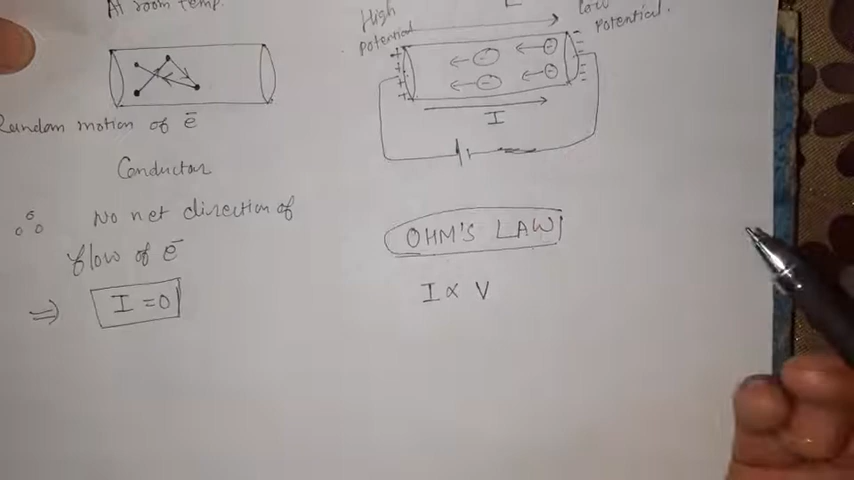 At room temp.
Random motion of e̅
Conductor
∴ No net direction of
flow of e̅
⇒ I = 0
High
Potential
low
Potential.
+
+
+
+
I
OHM'S LAW
I ∝ V